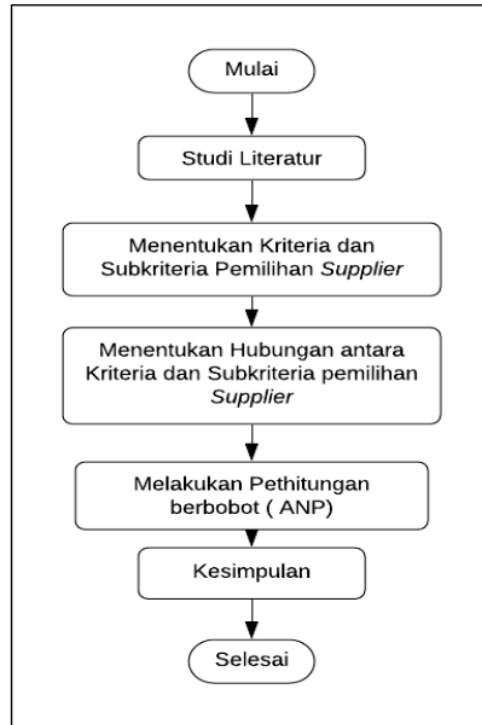 Mulai
Studi Literatur
Menentukan Kriteria dan
Subkriteria Pemilihan Supplier
Menentukan Hubungan antara
Kriteria dan Subkriteria pemilihan
Supplier
Melakukan Pethitungan
berbobot ( ANP)
Kesimpulan
Selesai